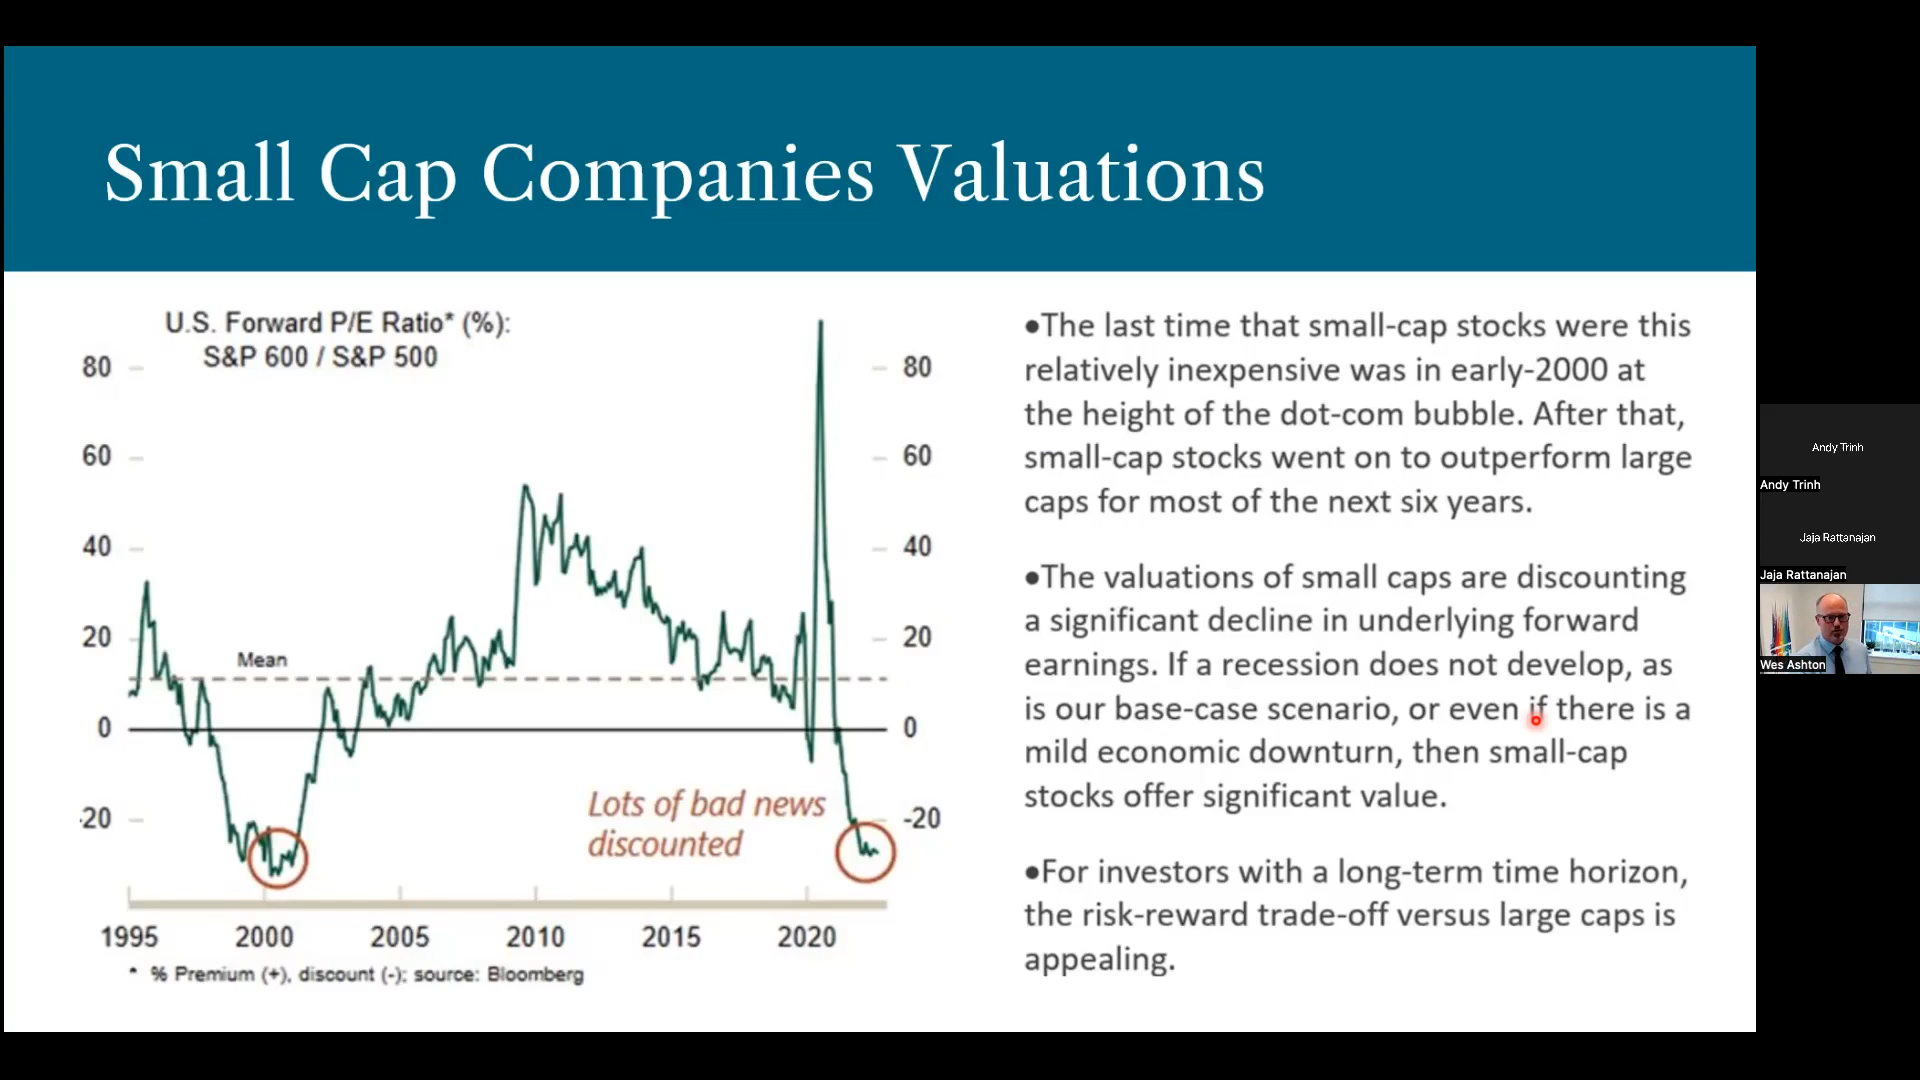 Small Cap Companies Valuations
U.S. Forward P/E Ratio* (%):
S&P 600 / S&P 500
80
80
60
60
40
40
20
20
Mean
0
0
-20
-20
Lots of bad news
discounted
1995 2000 2005 2010 2015 2020
* % Premium (+), discount (-); source: Bloomberg
•The last time that small-cap stocks were this
relatively inexpensive was in early-2000 at
the height of the dot-com bubble. After that,
small-cap stocks went on to outperform large
caps for most of the next six years.
•The valuations of small caps are discounting
a significant decline in underlying forward
earnings. If a recession does not develop, as
is our base-case scenario, or even if there is a
mild economic downturn, then small-cap
stocks offer significant value.
•For investors with a long-term time horizon,
the risk-reward trade-off versus large caps is
appealing.
Andy Trinh
Andy Trinh
Jaja Rattanajan
Jaja Rattanajan
Wes Ashton